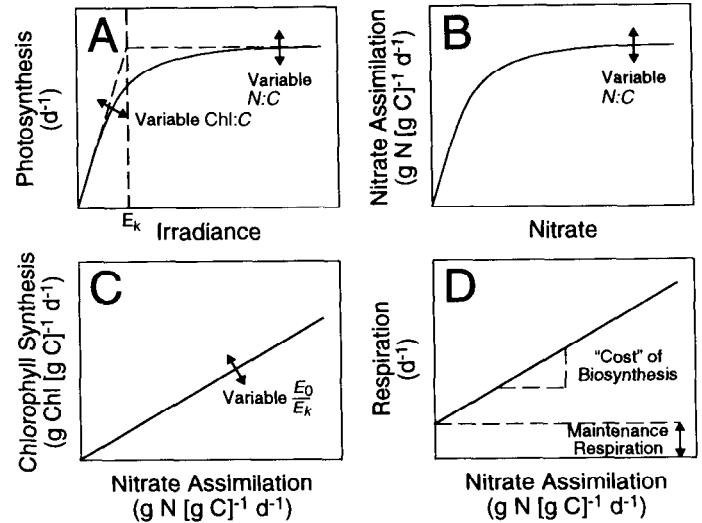 A
Photosynthesis
(d-1)
Variable
N:C
Variable Chl:C
Ek
Irradiance
B
Nitrate Assimilation
(g N [g C]-1 d-1)
Variable
N:C
Nitrate
C
Chlorophyll Synthesis
(g Chl [g C]-1 d-1)
Variable E0
Ek
Nitrate Assimilation
(g N [g C]-1 d-1)
D
Respiration
(d-1)
"Cost" of
Biosynthesis
Maintenance
Respiration
Nitrate Assimilation
(g N [g C]-1 d-1)